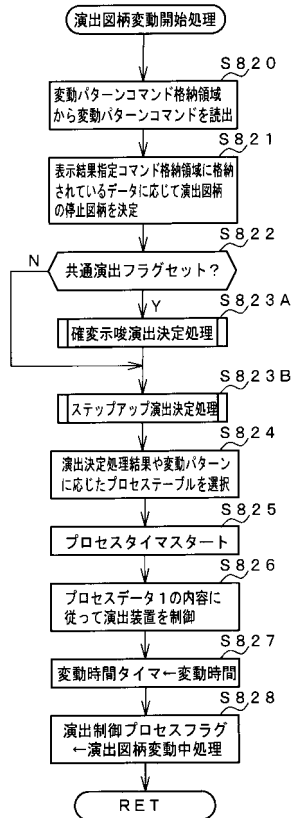 演出図柄変動開始処理
S820
変動パターンコマンド格納領域
から変動パターンコマンドを読出
S821
表示結果指定コマンド格納領域に格納
されているデータに応じて演出図柄
の停止図柄を決定
S822
N
共通演出フラグセット？
Y
S823A
確変示唆演出決定処理
S823B
ステップアップ演出決定処理
S824
演出決定処理結果や変動パターン
に応じたプロセステーブルを選択
S825
プロセスタイマスタート
S826
プロセスデータ1の内容に
従って演出装置を制御
S827
変動時間タイマ←変動時間
S828
演出制御プロセスフラグ
←演出図柄変動中処理
RET